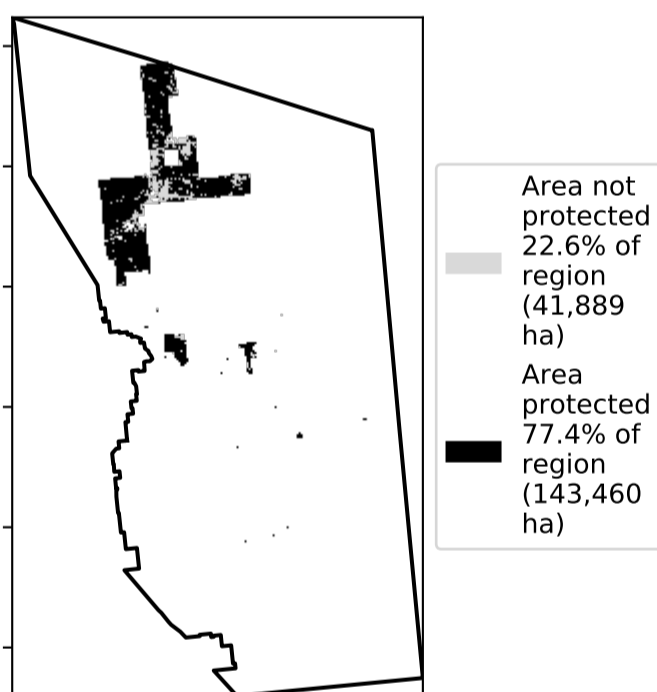 Area not
protected
22.6% of
region
(41,889
ha)
Area
protected
77.4% of
region
(143,460
ha)